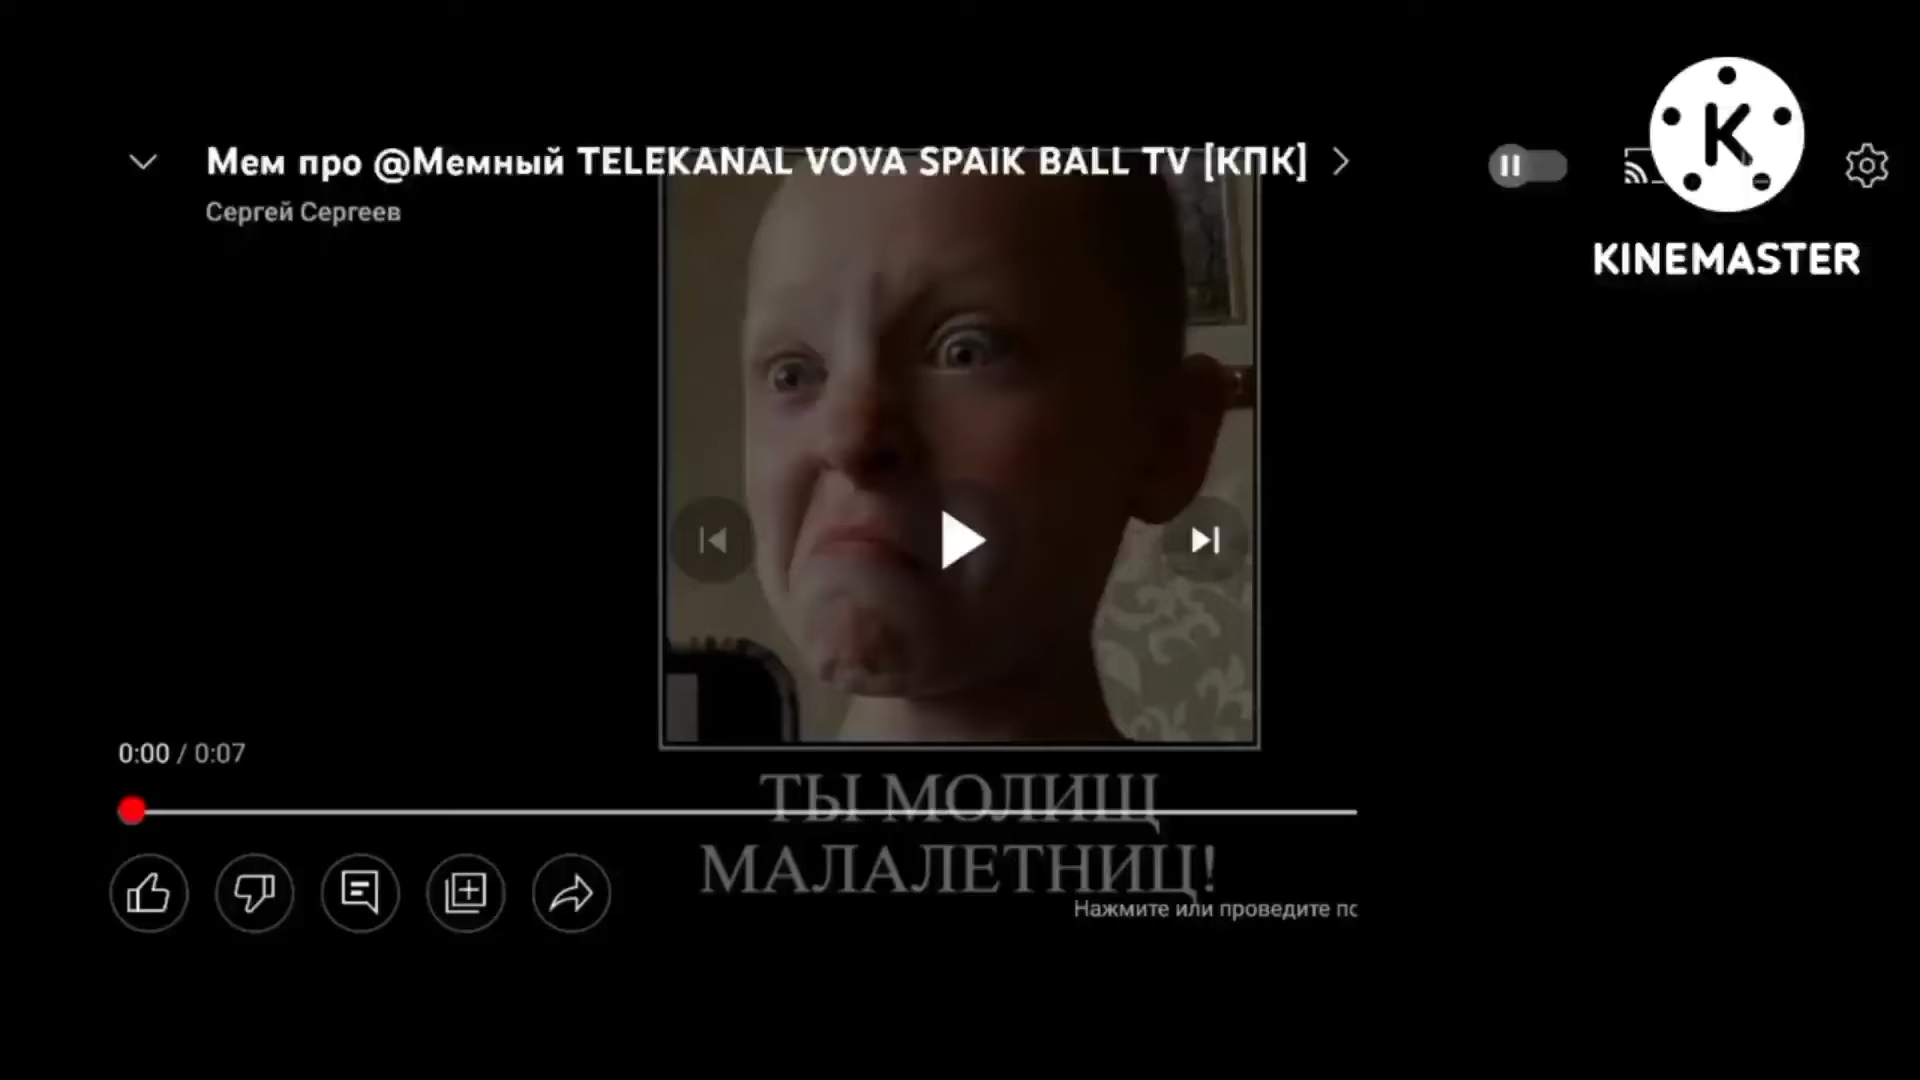 Мем про @Мемный TELEKANAL VOVA SPAIK BALL TV [КПК]
Сергей Сергеев
KINEMASTER
0:00 / 0:07
ТЫ МОЛИЩ
МАЛАЛЕТНИЦ!
Нажмите или проведите пс